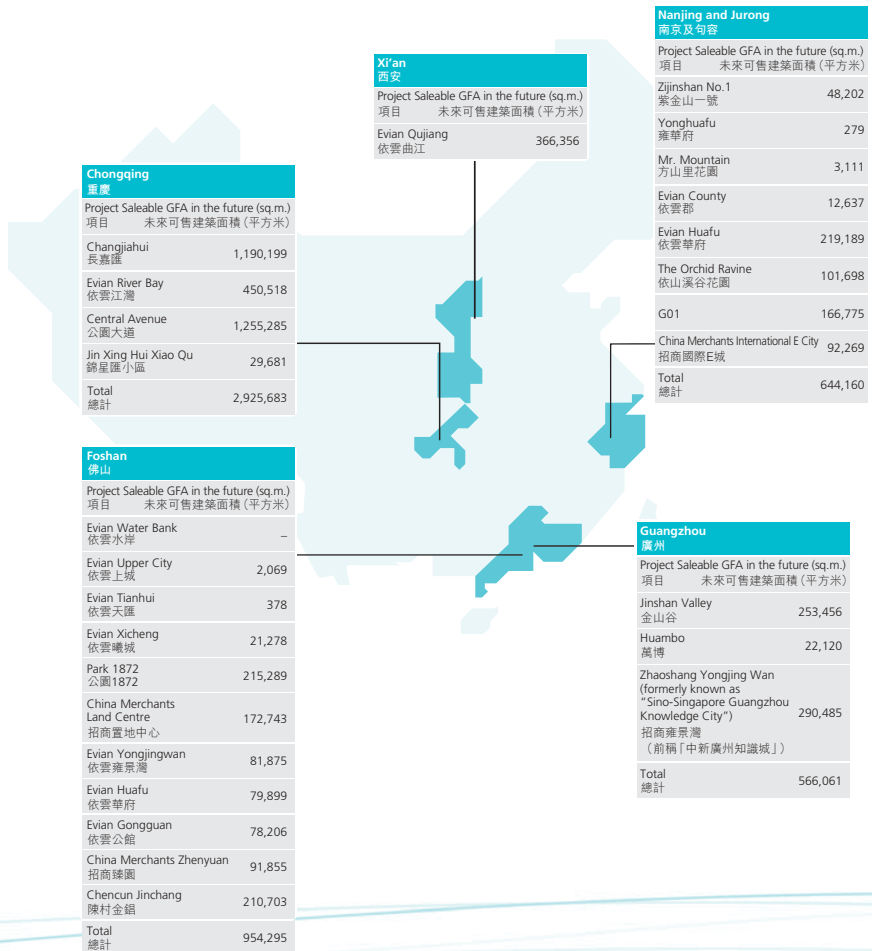 Xi'an
西安
Project Saleable GFA in the future (sq.m.)
項目 未來可售建築面積（平方米）
Evian Qujiang
依雲曲江 366,356
Nanjing and Jurong
南京及句容
Project Saleable GFA in the future (sq.m.)
項目 未來可售建築面積（平方米）
Zijinshan No.1
紫金山一號 48,202
Yonghuafu
雍華府 279
Mr. Mountain
方山里花園 3,111
Evian County
依雲郡 12,637
Evian Huafu
依雲華府 219,189
The Orchid Ravine
依山溪谷花園 101,698
G01 166,775
China Merchants International E City
招商國際E城 92,269
Total
總計 644,160
Chongqing
重慶
Project Saleable GFA in the future (sq.m.)
項目 未來可售建築面積（平方米）
Changjiahui
長嘉匯 1,190,199
Evian River Bay
依雲江灣 450,518
Central Avenue
公園大道 1,255,285
Jin Xing Hui Xiao Qu
錦星匯小區 29,681
Total
總計 2,925,683
Foshan
佛山
Project Saleable GFA in the future (sq.m.)
項目 未來可售建築面積（平方米）
Evian Water Bank
依雲水岸 –
Evian Upper City
依雲上城 2,069
Evian Tianhui
依雲天匯 378
Evian Xicheng
依雲曦城 21,278
Park 1872
公園1872 215,289
China Merchants
Land Centre
招商置地中心 172,743
Evian Yongjingwan
依雲雍景灣 81,875
Evian Huafu
依雲華府 79,899
Evian Gongguan
依雲公館 78,206
China Merchants Zhenyuan
招商臻園 91,855
Chencun Jinchang
陳村金錩 210,703
Total
總計 954,295
Guangzhou
廣州
Project Saleable GFA in the future (sq.m.)
項目 未來可售建築面積（平方米）
Jinshan Valley
金山谷 253,456
Huambo
萬博 22,120
Zhaoshang Yongjing Wan
(formerly known as
"Sino-Singapore Guangzhou
Knowledge City") 290,485
招商雍景灣
（前稱「中新廣州知識城」）
Total
總計 566,061